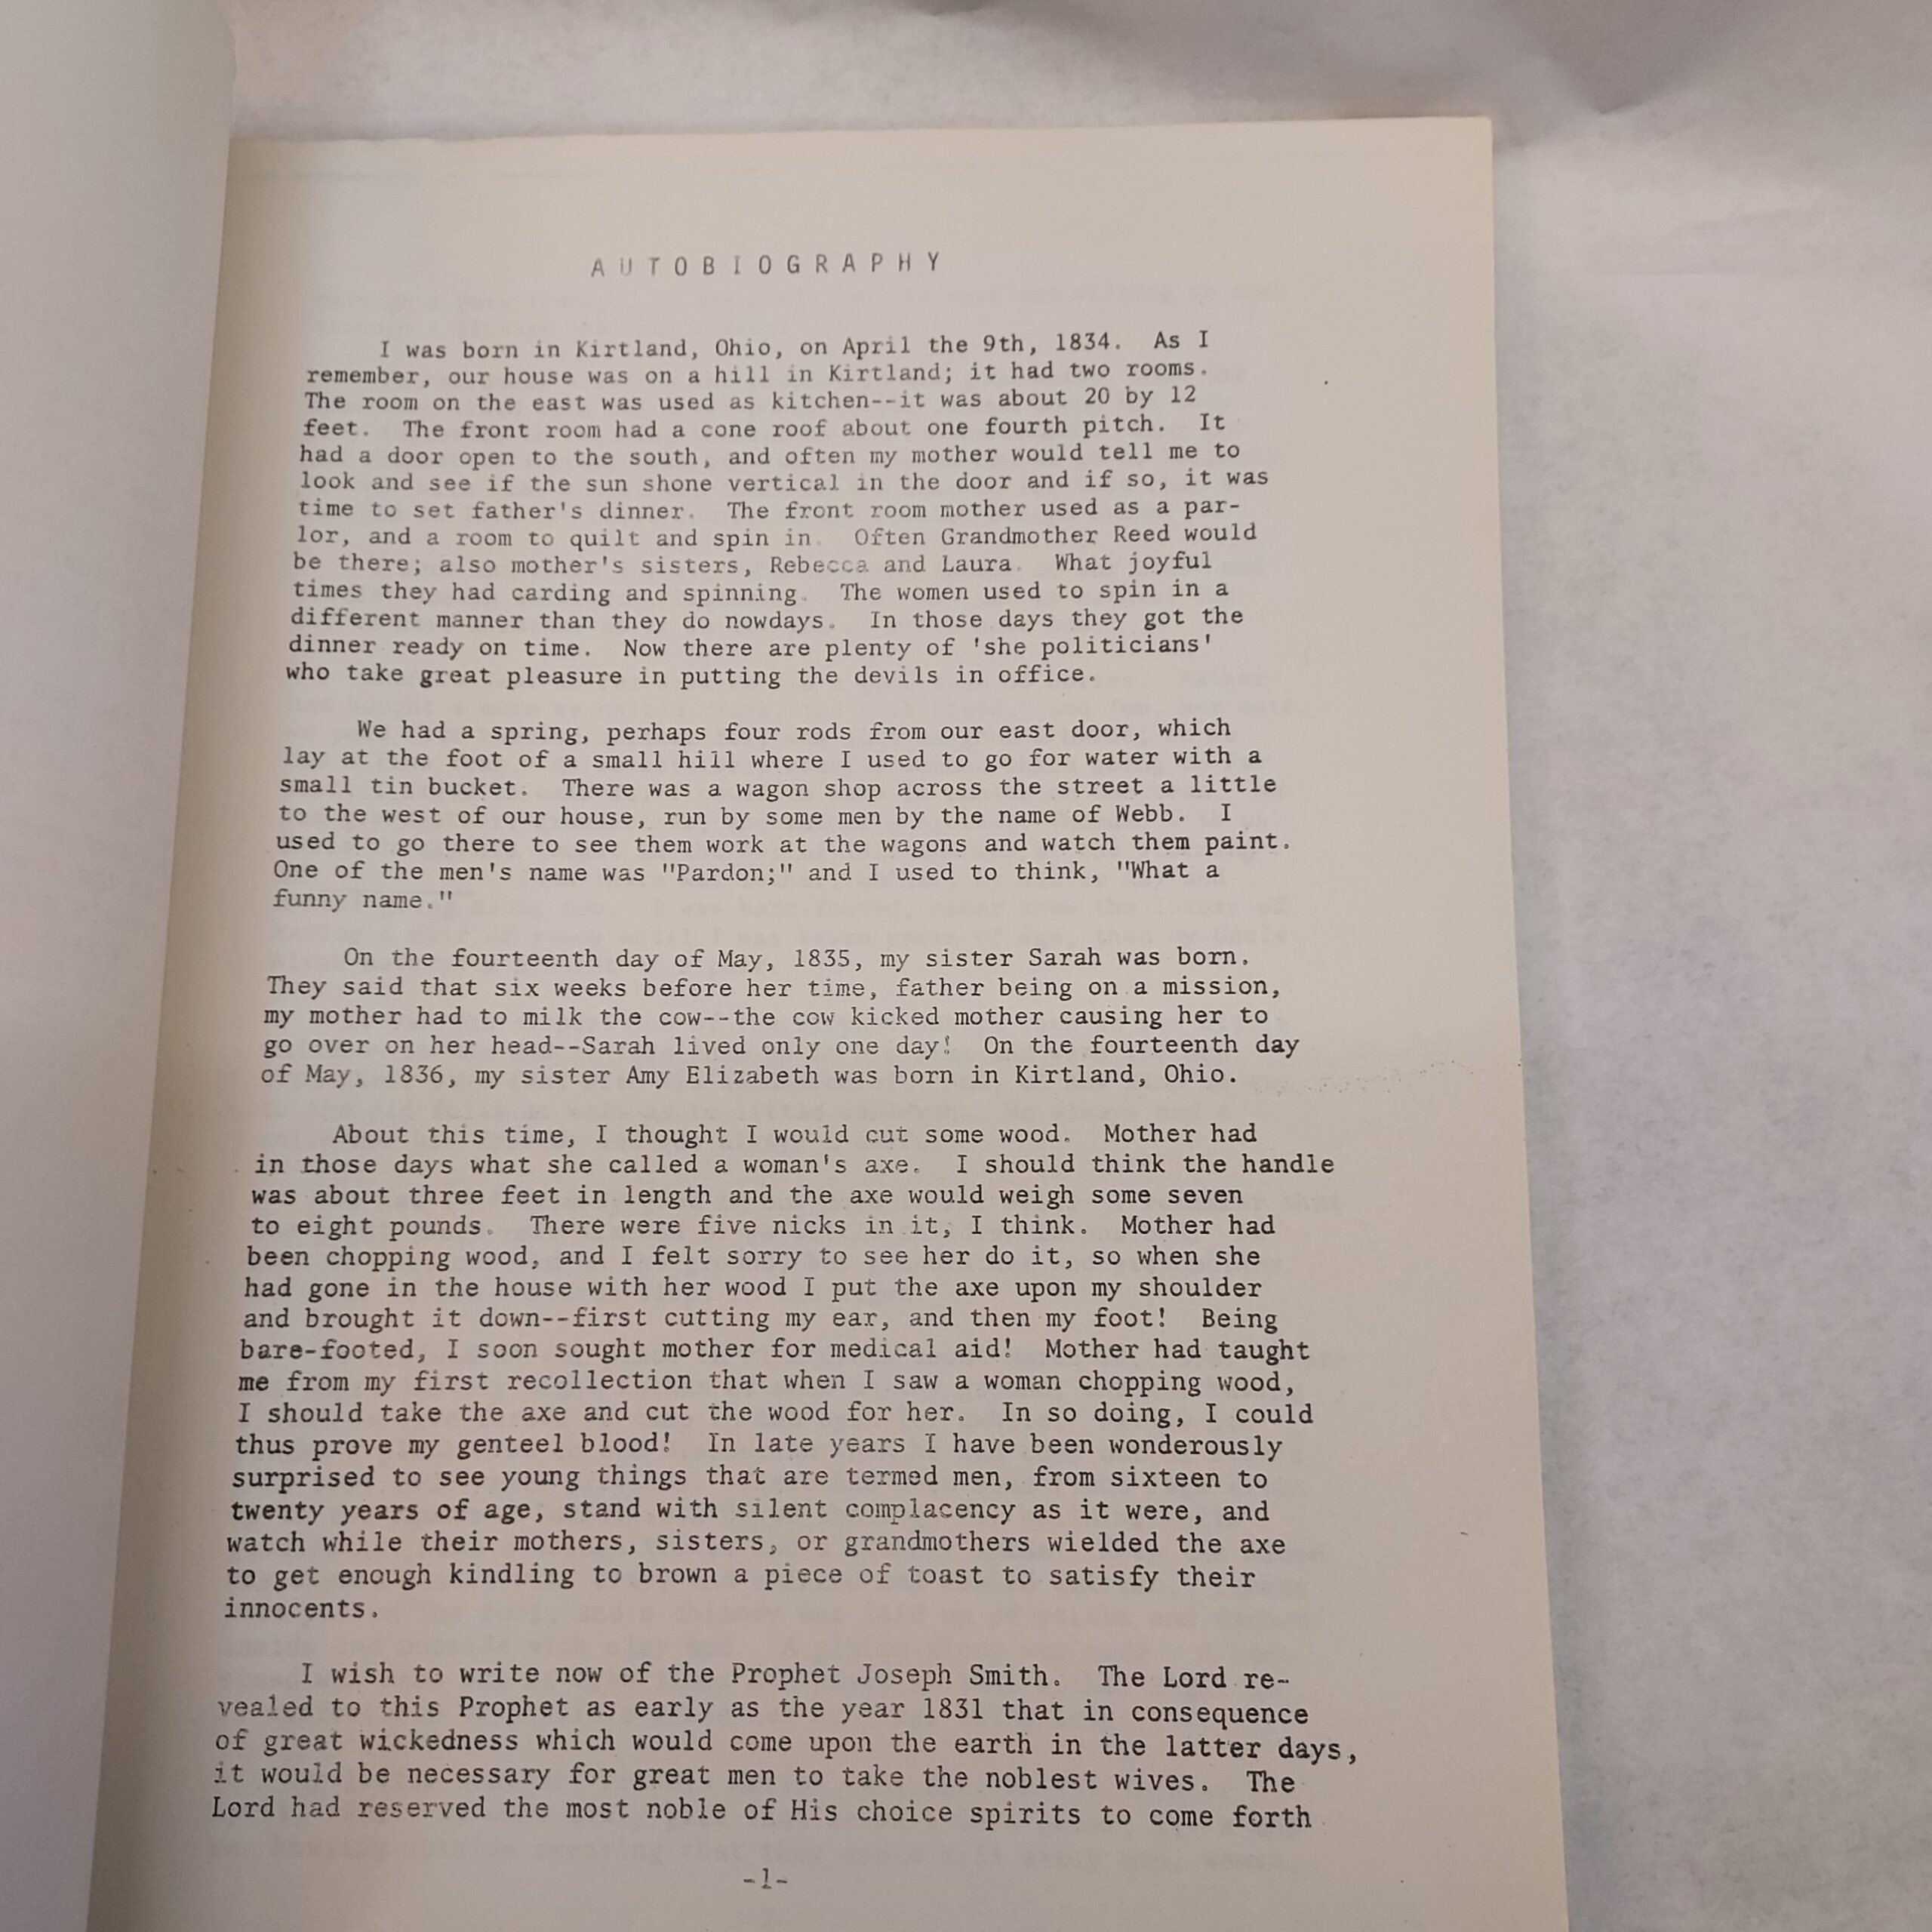 AUTOBIOGRAPHY
I was born in Kirtland, Ohio, on April the 9th, 1834. As I
remember, our house was on a hill in Kirtland; it had two rooms.
The room on the east was used as kitchen--it was about 20 by 12
feet. The front room had a cone roof about one fourth pitch. It
had a door open to the south, and often my mother would tell me to
look and see if the sun shone vertical in the door and if so, it was
time to set father's dinner. The front room mother used as a par-
lor, and a room to quilt and spin in. Often Grandmother Reed would
be there; also mother's sisters, Rebecca and Laura. What joyful
times they had carding and spinning. The women used to spin in a
different manner than they do nowdays. In those days they got the
dinner ready on time. Now there are plenty of 'she politicians'
who take great pleasure in putting the devils in office.
We had a spring, perhaps four rods from our east door, which
lay at the foot of a small hill where I used to go for water with a
small tin bucket. There was a wagon shop across the street a little
to the west of our house, run by some men by the name of Webb. I
used to go there to see them work at the wagons and watch them paint.
One of the men's name was "Pardon;" and I used to think, "What a
funny name."
On the fourteenth day of May, 1835, my sister Sarah was born.
They said that six weeks before her time, father being on a mission,
my mother had to milk the cow--the cow kicked mother causing her to
go over on her head--Sarah lived only one day! On the fourteenth day
of May, 1836, my sister Amy Elizabeth was born in Kirtland, Ohio.
About this time, I thought I would cut some wood. Mother had
in those days what she called a woman's axe. I should think the handle
was about three feet in length and the axe would weigh some seven
to eight pounds. There were five nicks in it, I think. Mother had
been chopping wood, and I felt sorry to see her do it, so when she
had gone in the house with her wood I put the axe upon my shoulder
and brought it down--first cutting my ear, and then my foot! Being
bare-footed, I soon sought mother for medical aid! Mother had taught
me from my first recollection that when I saw a woman chopping wood,
I should take the axe and cut the wood for her. In so doing, I could
thus prove my genteel blood! In late years I have been wonderously
surprised to see young things that are termed men, from sixteen to
twenty years of age, stand with silent complacency as it were, and
watch while their mothers, sisters, or grandmothers wielded the axe
to get enough kindling to brown a piece of toast to satisfy their
innocents.
I wish to write now of the Prophet Joseph Smith. The Lord re-
vealed to this Prophet as early as the year 1831 that in consequence
of great wickedness which would come upon the earth in the latter days,
it would be necessary for great men to take the noblest wives. The
Lord had reserved the most noble of His choice spirits to come forth
-1-